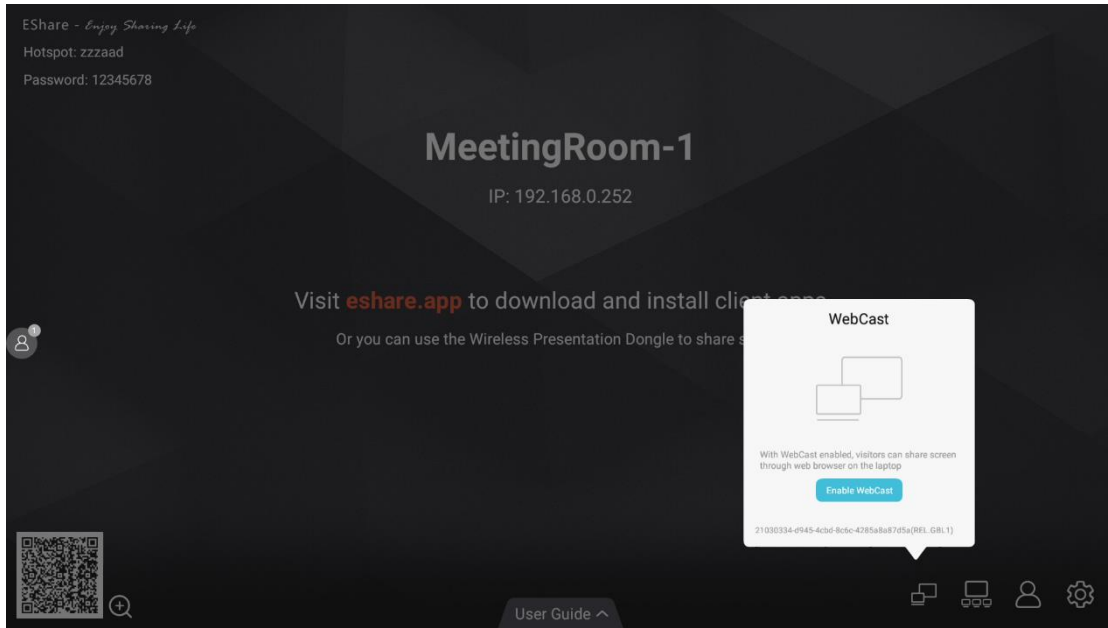 EShare - Enjoy Sharing Life
Hotspot: zzzaad
Password: 12345678
MeetingRoom-1
IP: 192.168.0.252
Visit eshare.app to download and install client apps
Or you can use the Wireless Presentation Dongle to share s
1
WebCast
With WebCast enabled, visitors can share screen
through web browser on the laptop
Enable WebCast
21030334-d945-4cbd-8c6c-4285a8a87d5a(REL.GBL1)
User Guide